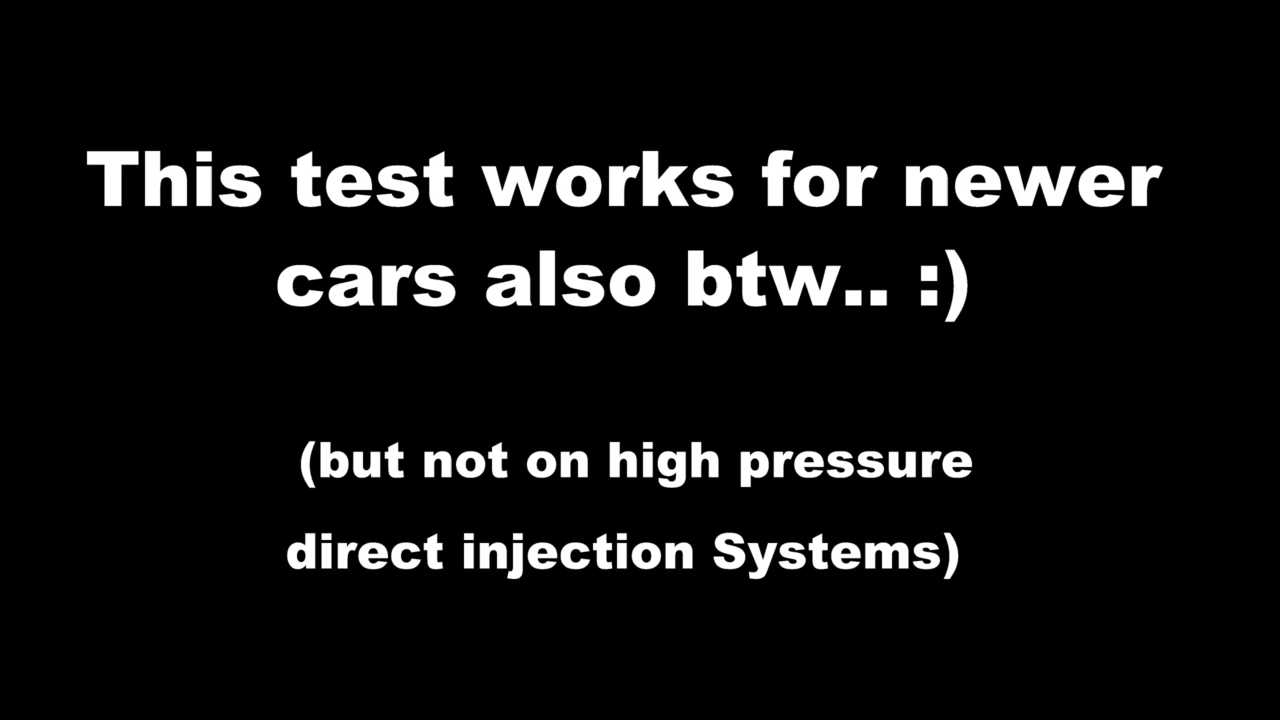 This test works for newer
cars also btw.. :)
(but not on high pressure
direct injection Systems)